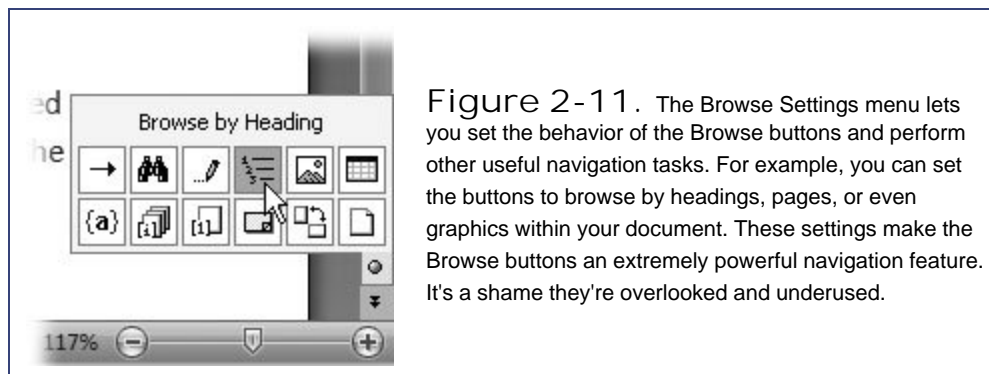 ed
he
Browse by Heading
{a}
117%
Figure 2-11. The Browse Settings menu lets
you set the behavior of the Browse buttons and perform
other useful navigation tasks. For example, you can set
the buttons to browse by headings, pages, or even
graphics within your document. These settings make the
Browse buttons an extremely powerful navigation feature.
It's a shame they're overlooked and underused.